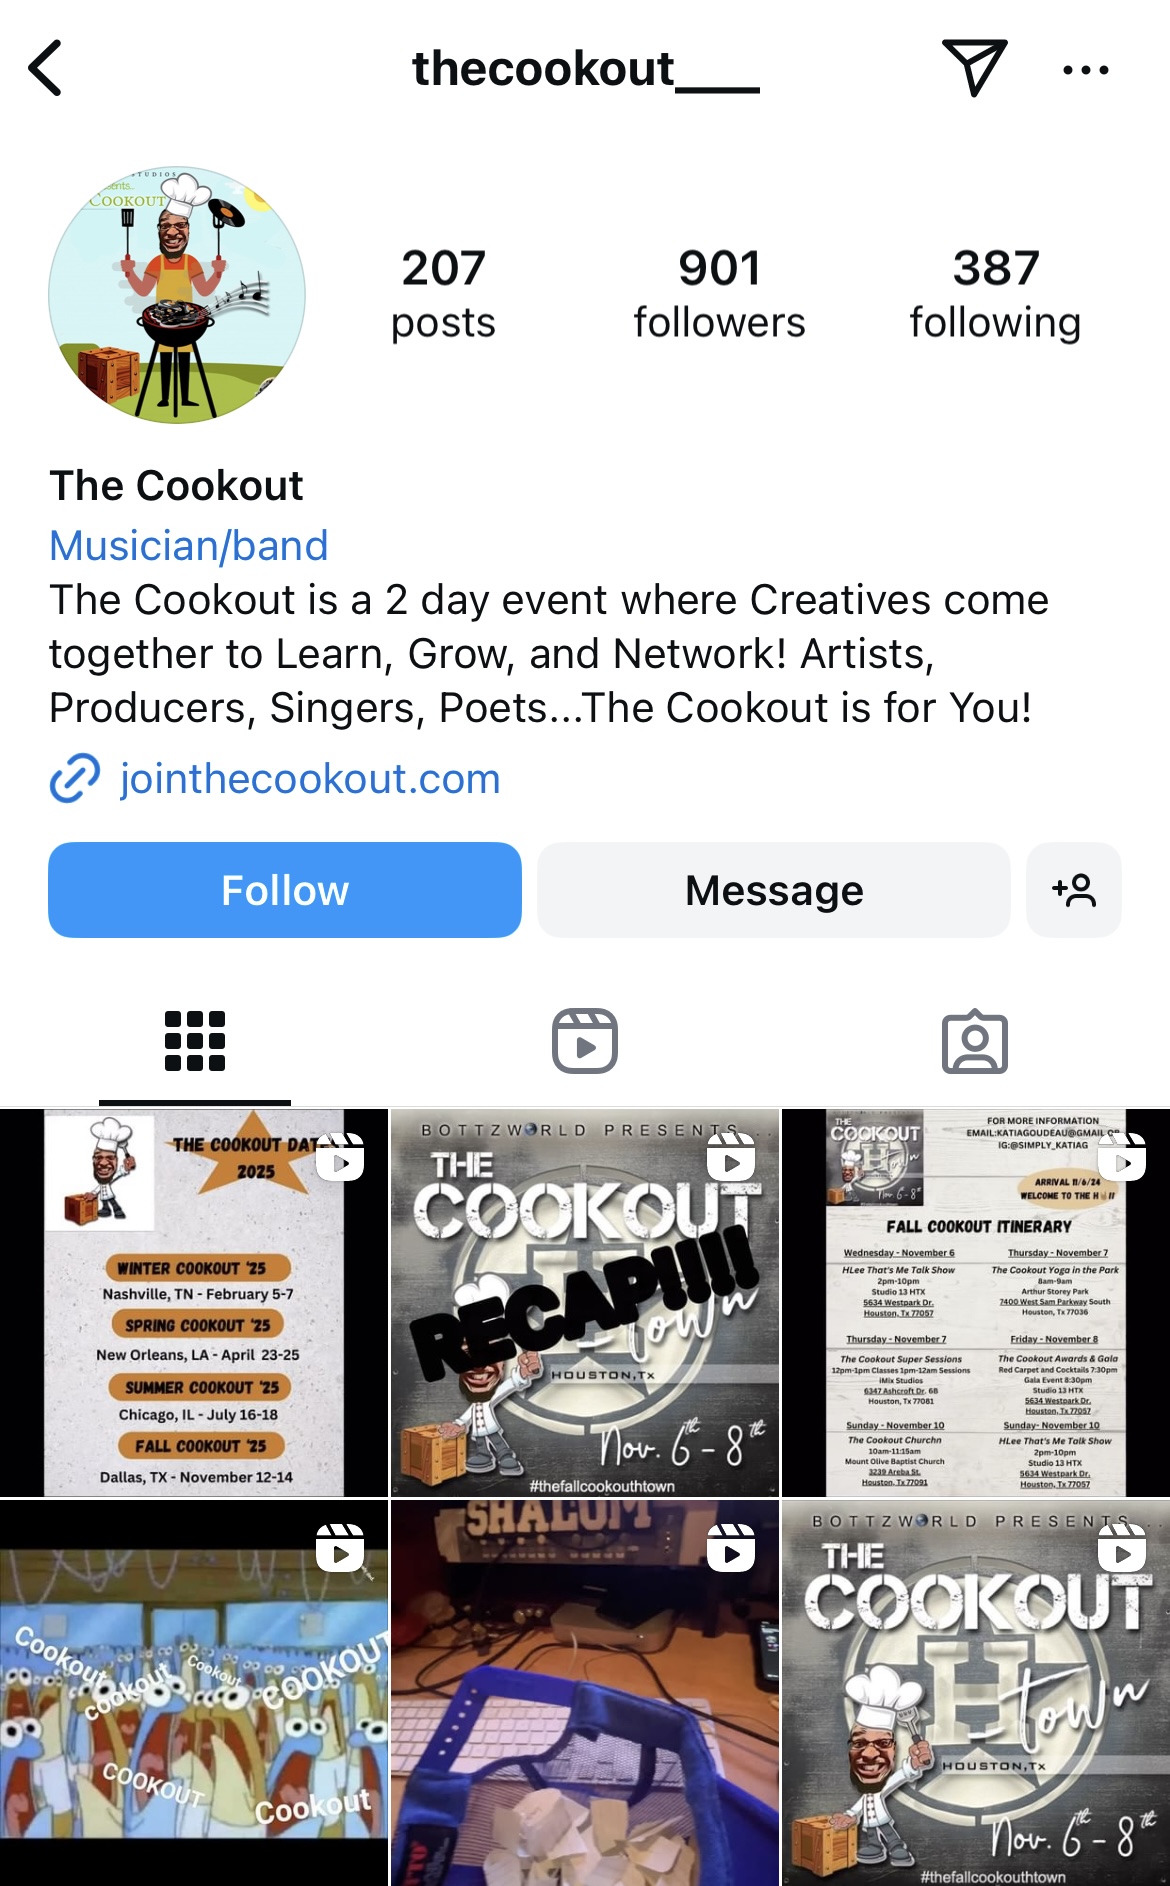 thecookout____
STUDIOS
COOKOUT
207
posts
901
followers
387
following
The Cookout
Musician/band
The Cookout is a 2 day event where Creatives come
together to Learn, Grow, and Network! Artists,
Producers, Singers, Poets...The Cookout is for You!
jointhecookout.com
Follow
Message
THE COOKOUT
2025
WINTER COOKOUT '25
Nashville, TN - February 5-7
SPRING COOKOUT '25
New Orleans, LA - April 23-25
SUMMER COOKOUT '25
Chicago, IL - July 16-18
FALL COOKOUT '25
Dallas, TX - November 12-14
BOTTZWORLD PRESENTS...
THE
COOKOUT
RECAP!!!!!
HOUSTON,TX
Nov. 6th - 8th
#thefallcookouthtown
THE
COOKOUT
H town
Nov. 6-8th
FOR MORE INFORMATION
EMAIL:KATIAGOUDEAU@GMAIL
IG:@SIMPLY_KATIAG
ARRIVAL 11/6/24
WELCOME TO THE H
FALL COOKOUT ITINERARY
Wednesday - November 6
HLee That's Me Talk Show
2pm-10pm
Studio 13 HTX
5634 Westpark Dr.
Houston, Tx 77057
Thursday - November 7
The Cookout Yoga in the Park
8am-9am
Arthur Storey Park
7400 West Sam Parkway South
Houston, Tx 77036
Thursday - November 7
The Cookout Super Sessions
12pm-1pm Classes 1pm-12am Sessions
iMix Studios
6347 Ashcroft Dr. 6B
Houston, Tx 77081
Friday - November 8
The Cookout Awards & Gala
Red Carpet and Cocktails 7:30pm
Gala Event 8:30pm
Studio 13 HTX
5634 Westpark Dr.
Houston, Tx 77057
Sunday - November 10
The Cookout Churchn
10am-11:15am
Mount Olive Baptist Church
3239 Areba St.
Houston, Tx 77091
Sunday- November 10
HLee That's Me Talk Show
2pm-10pm
Studio 13 HTX
5634 Westpark Dr.
Houston, Tx 77057
Cookout
cookout
Cookout
COOKOUT
COOKOUT
Cookout
SHALOM
BOTTZWORLD PRESENTS...
THE
COOKOUT
H town
HOUSTON,TX
Nov. 6th - 8th
#thefallcookouthtown